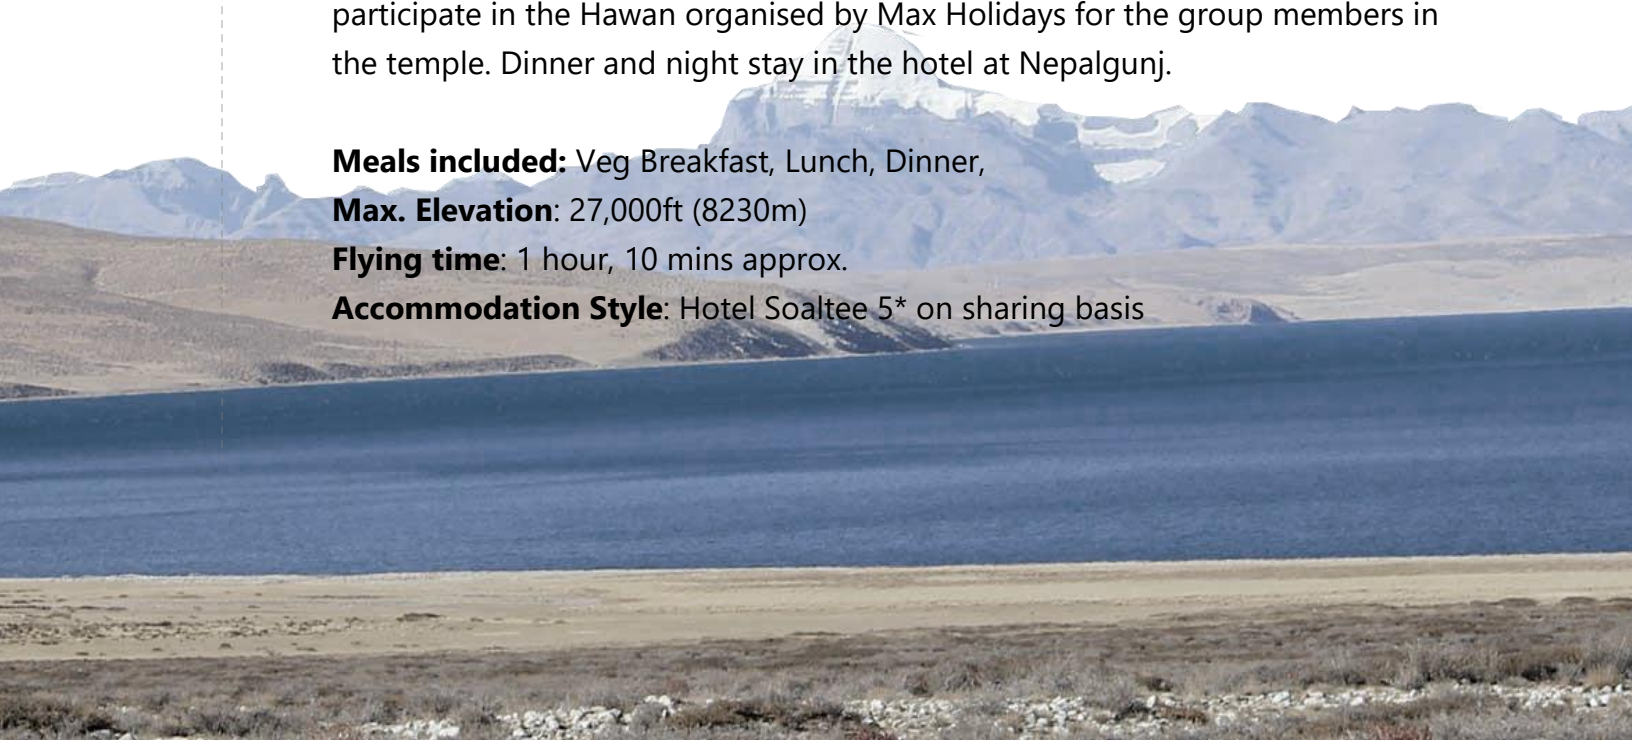 participate in the Hawan organised by Max Holidays for the group members in
the temple. Dinner and night stay in the hotel at Nepalgunj.
Meals included: Veg Breakfast, Lunch, Dinner,
Max. Elevation: 27,000ft (8230m)
Flying time: 1 hour, 10 mins approx.
Accommodation Style: Hotel Soaltee 5* on sharing basis